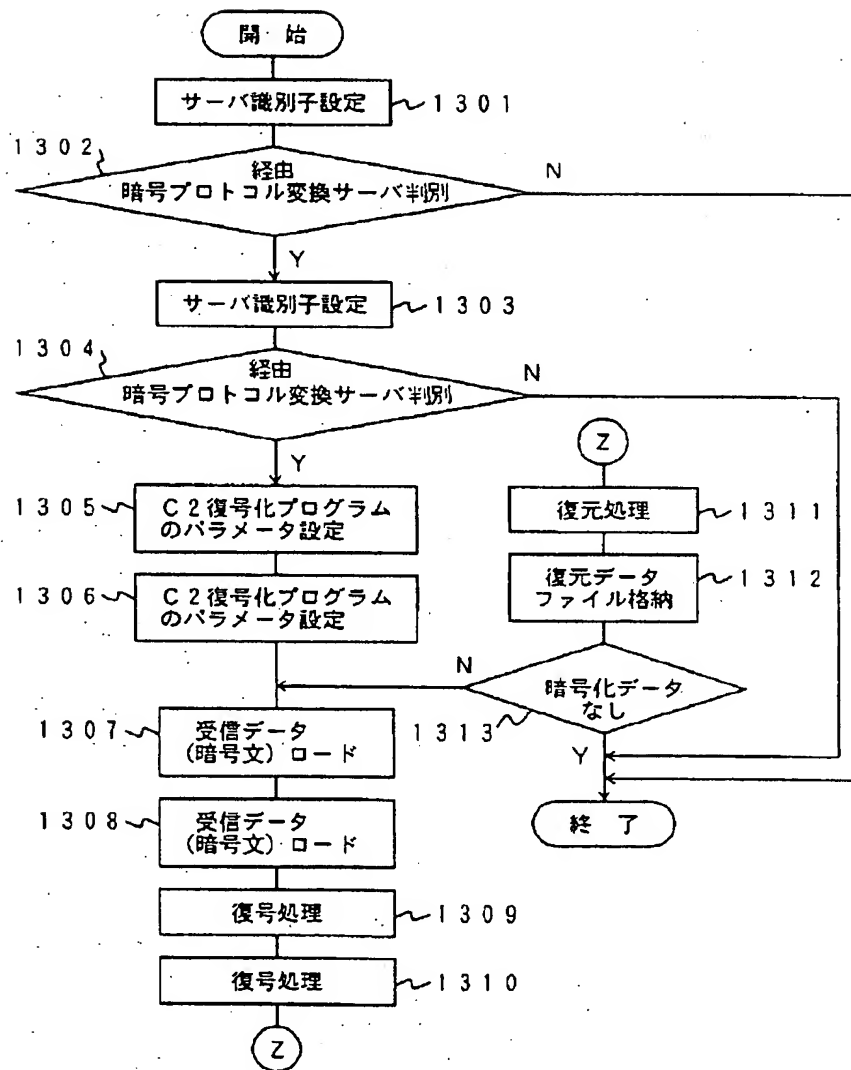 開始
サーバ識別子設定
1301
1302
経由
暗号プロトコル変換サーバ判別
N
Y
サーバ識別子設定
1303
1304
経由
暗号プロトコル変換サーバ判別
N
Y
1305
C2復号化プログラム
のパラメータ設定
1306
C2復号化プログラム
のパラメータ設定
1307
受信データ
(暗号文)ロード
1308
受信データ
(暗号文)ロード
復号処理
1309
復号処理
1310
Z
Z
復元処理
1311
復元データ
ファイル格納
1312
N
暗号化データ
なし
1313
Y
終了